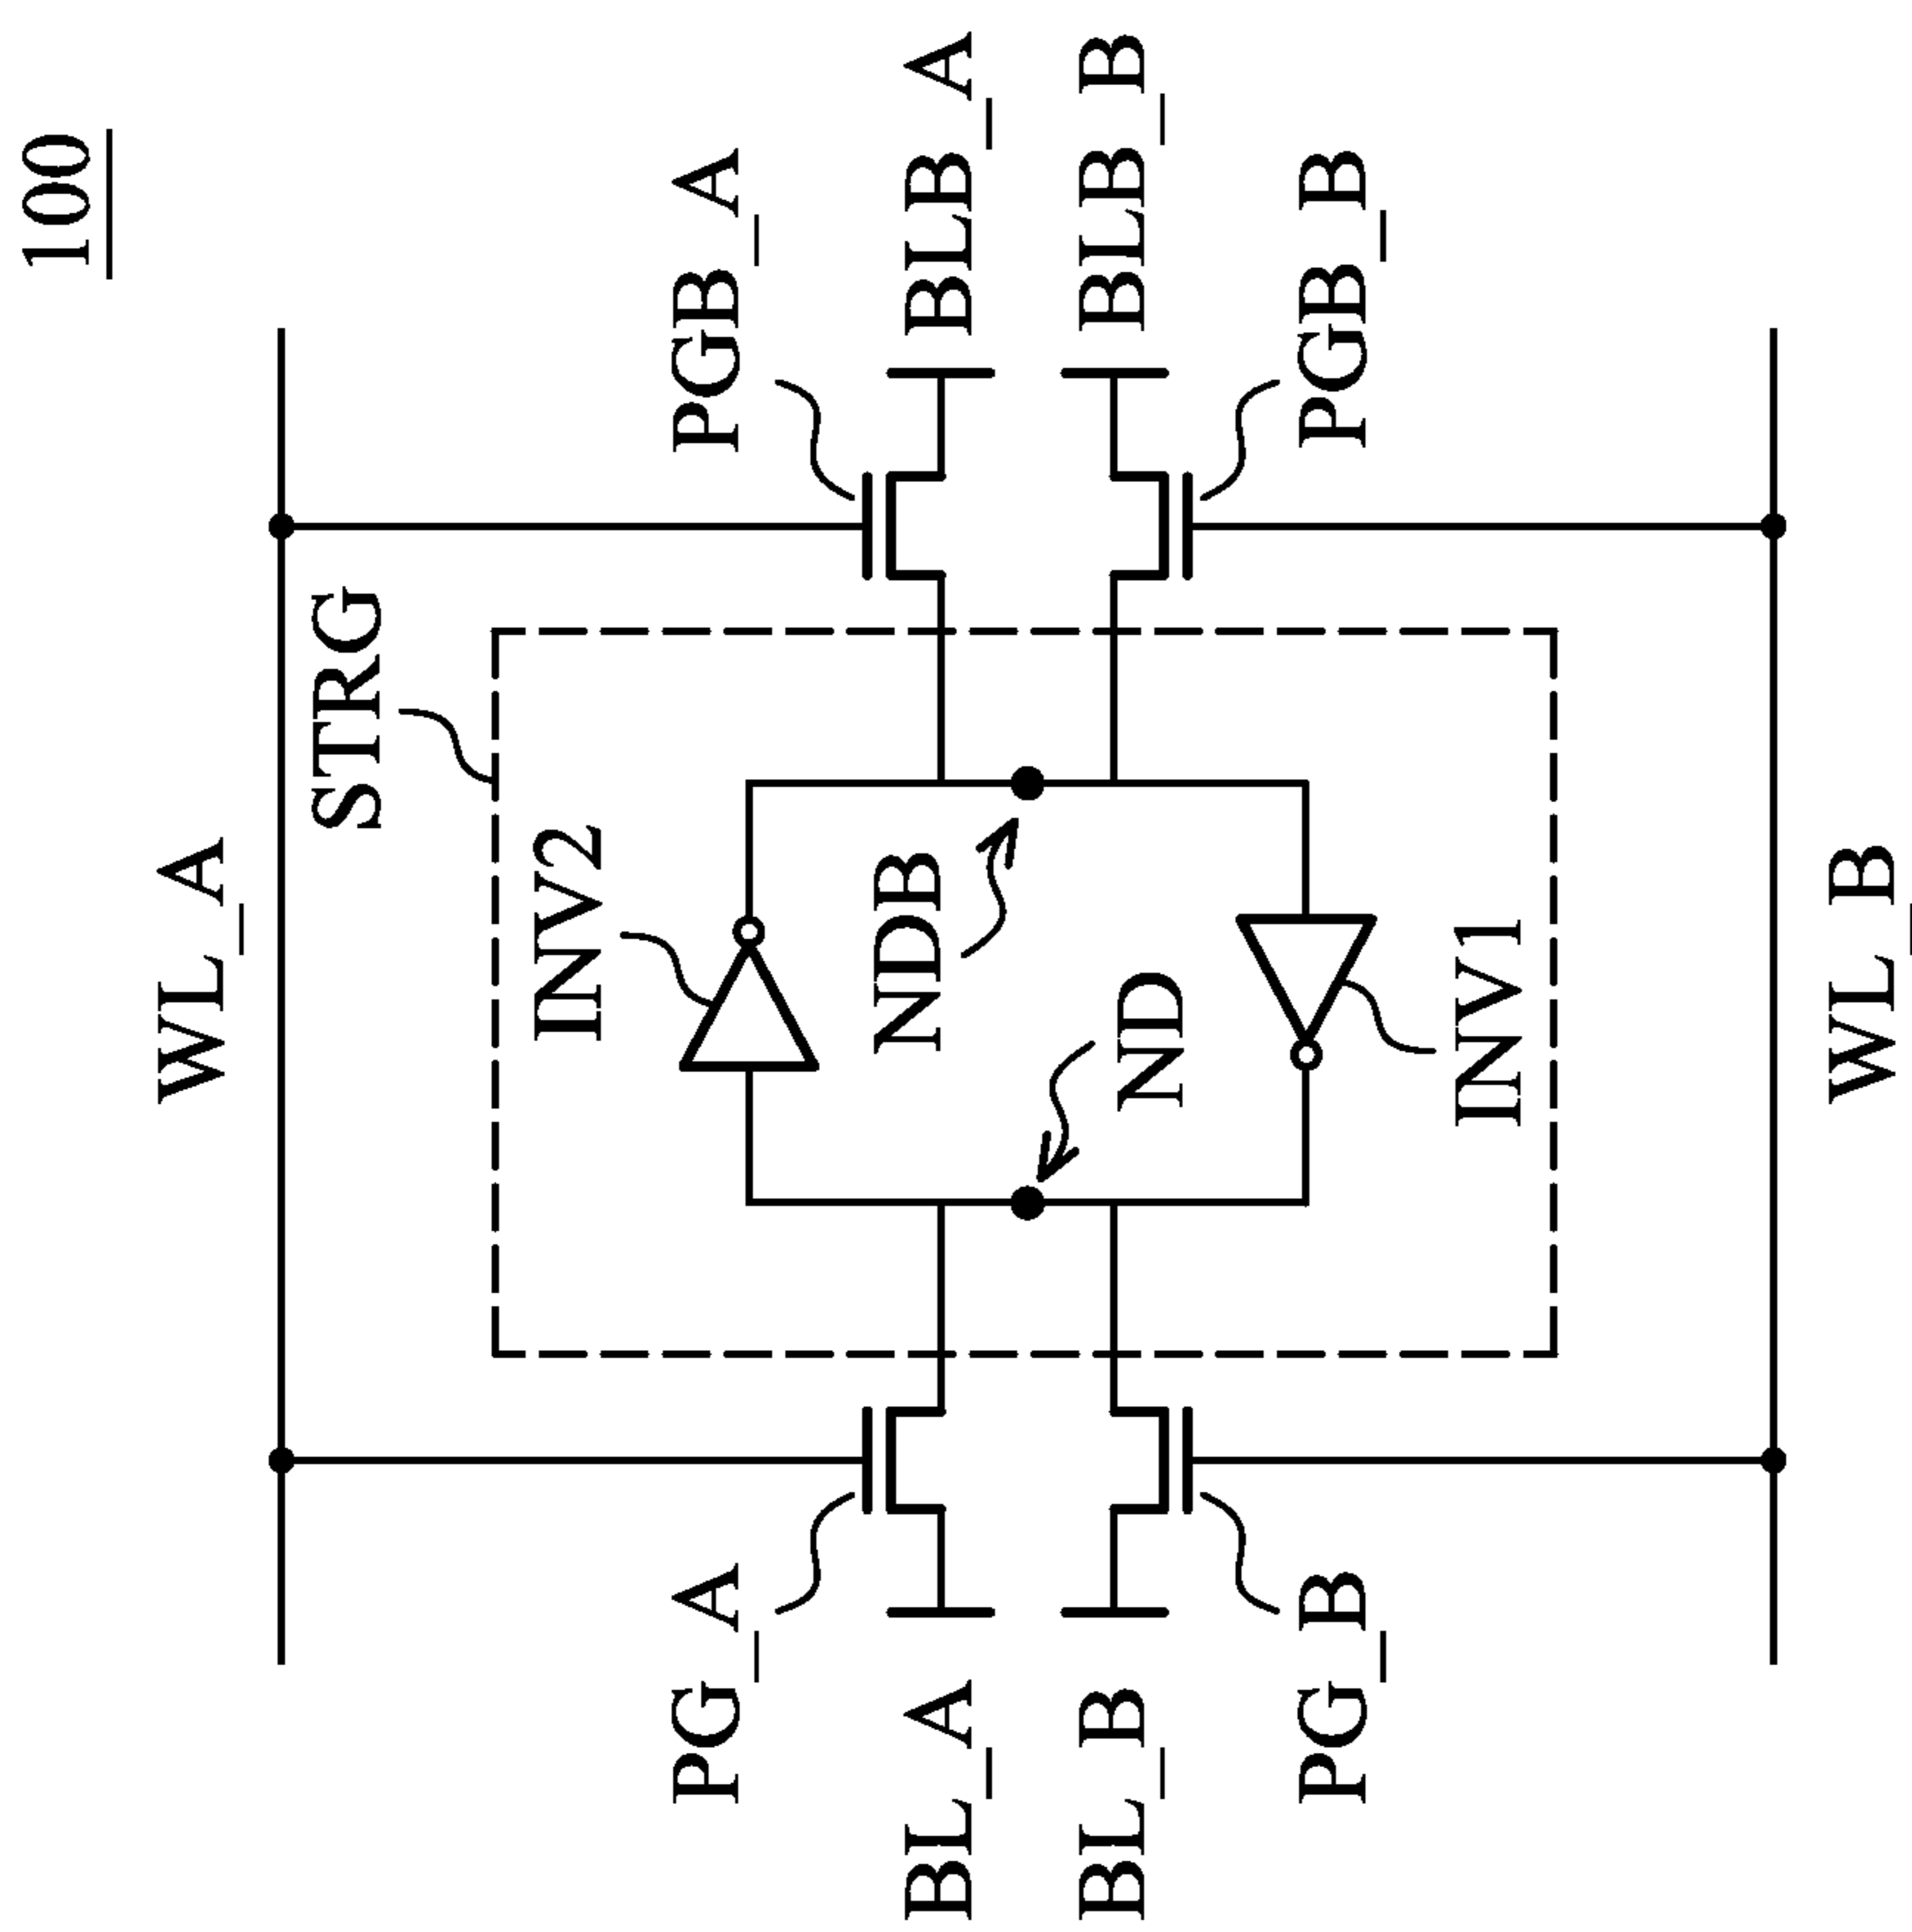 100
WL_A
STRG
INV2
PG_A
PGB_A
NDB
BL_A
BLB_A
BL_B
BLB_B
ND
PG_B
PGB_B
INV1
WL_B